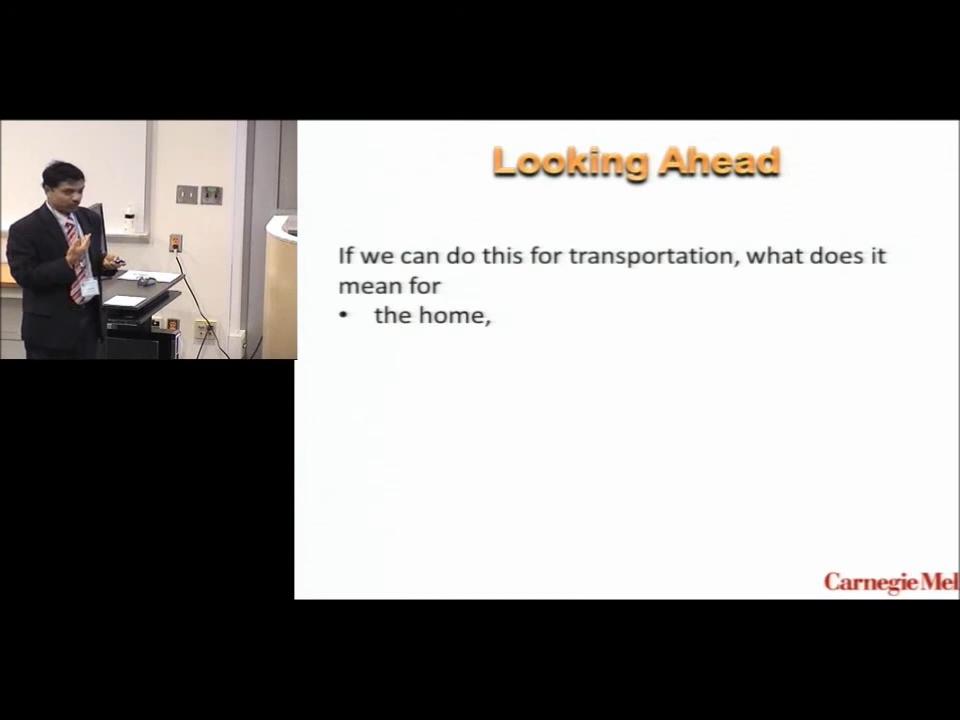 Looking Ahead
If we can do this for transportation, what does it
mean for
• the home,
Carnegie Mel